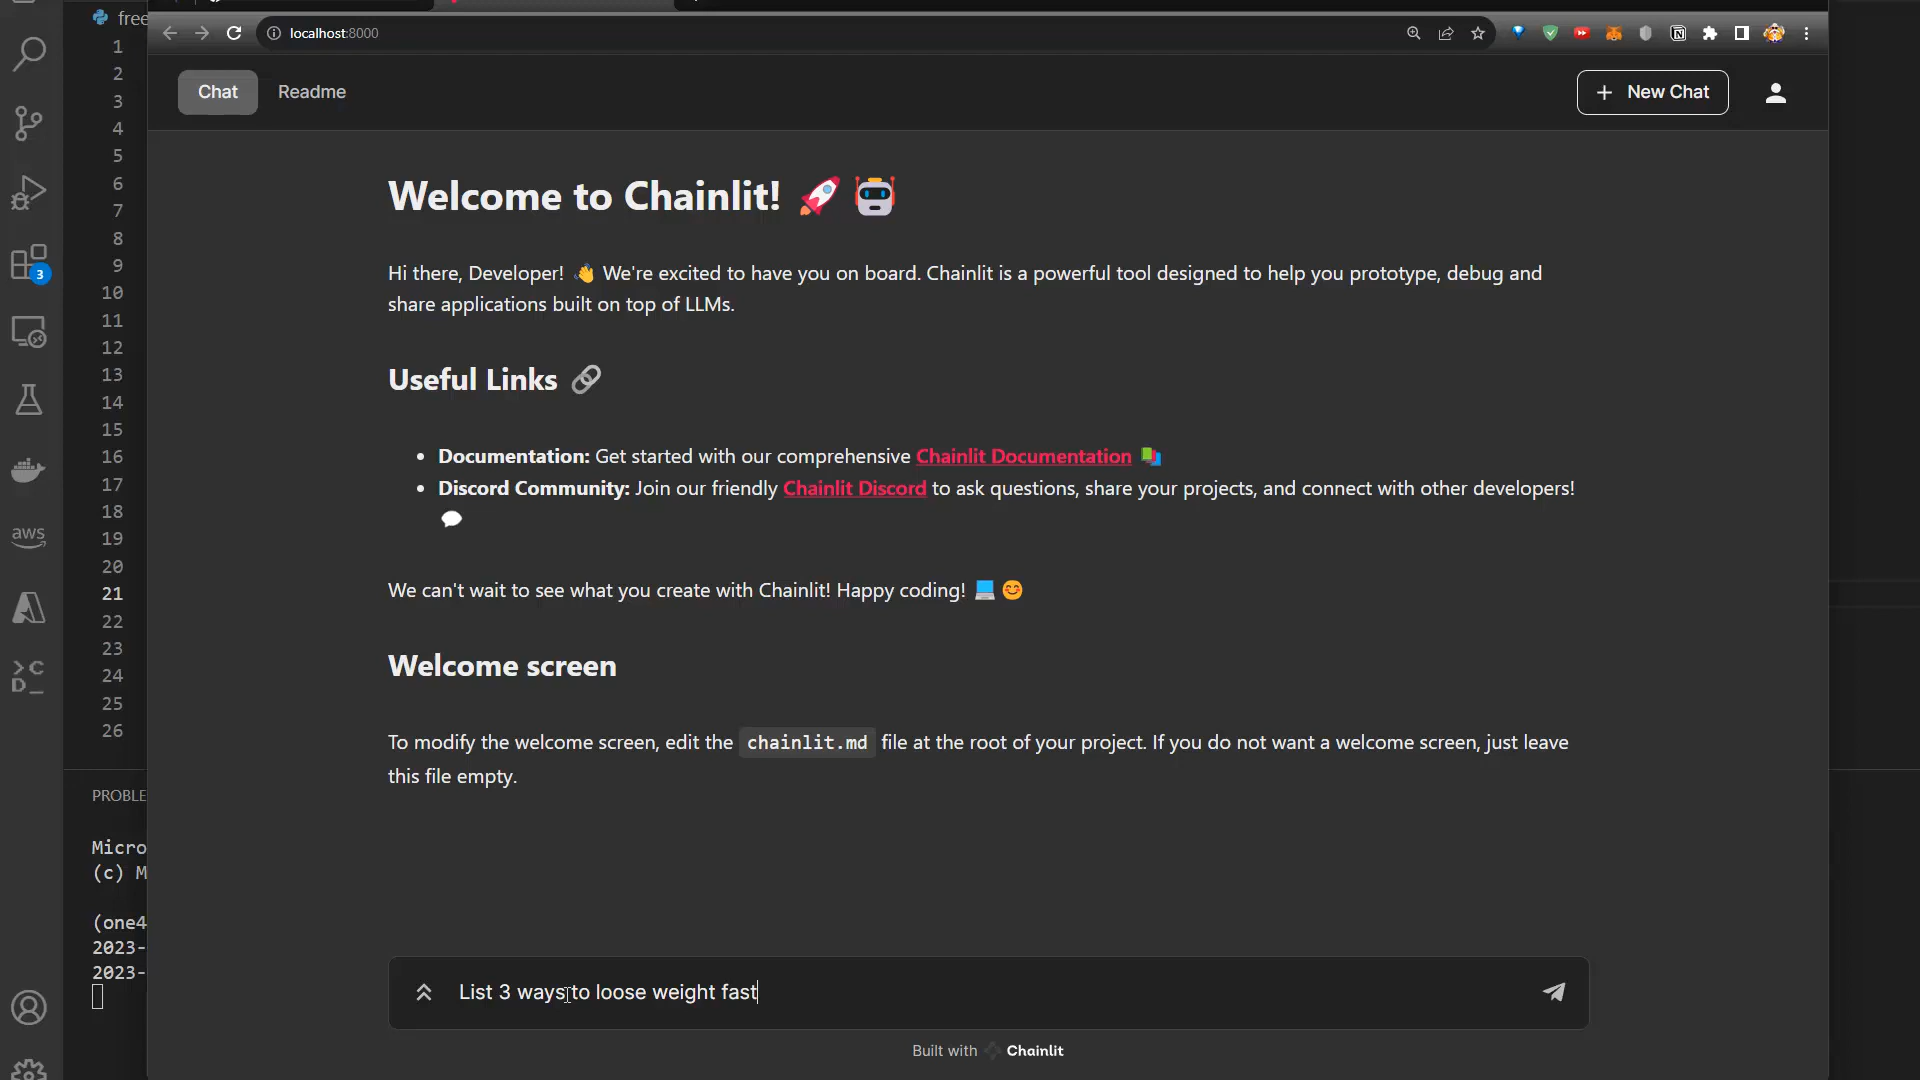 free
localhost:8000
Chat
Readme
+ New Chat
Welcome to Chainlit! 🚀 🤖
Hi there, Developer! 👋 We're excited to have you on board. Chainlit is a powerful tool designed to help you prototype, debug and
share applications built on top of LLMs.
Useful Links 🔗
• Documentation: Get started with our comprehensive Chainlit Documentation 📚
• Discord Community: Join our friendly Chainlit Discord to ask questions, share your projects, and connect with other developers!
💬
We can't wait to see what you create with Chainlit! Happy coding! 💻 😊
Welcome screen
To modify the welcome screen, edit the chainlit.md file at the root of your project. If you do not want a welcome screen, just leave
this file empty.
List 3 ways to loose weight fast
Built with Chainlit
1
2
3
4
5
6
7
8
9
10
11
12
13
14
15
16
17
18
19
20
21
22
23
24
25
26
3
aws
PROBLE
Micro
(c) M
(one4
2023-
2023-